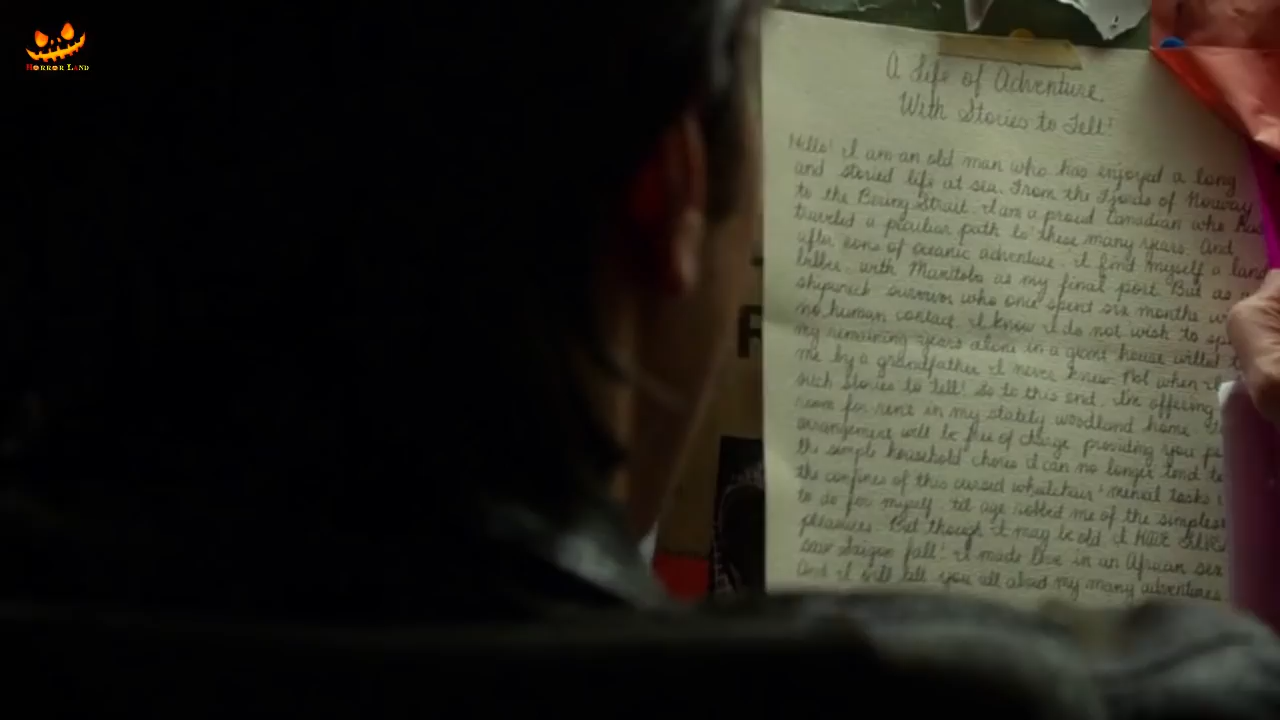 HORROR LAND
A Life of Adventure.
With Stories to Tell!
Hello! I am an old man who has enjoyed a long
and storied life at sea. From the Fjords of Norway
to the Bering Strait. I am a proud Canadian who has
traveled a peculiar path to these many years. And
after eons of oceanic adventure, I find myself a land
lubber, with Manitoba as my final port. But as a
shipwreck survivor who once spent six months
no human contact, I know I do not wish to
my remaining years alone in a giant house willed
me by a grandfather I never knew. Not when I
such stories to tell! So to this end, I'm offering
room for rent in my stately woodland home.
arrangement will be free of charge providing you
the simple household chores I can no longer tend to
the confines of this cursed wheelchair, menial tasks I
to do for myself, 'til age robbed me of the simplest
pleasures. But though I may be old, I HAVE
saw Saigon fall! I made love in an African
And I will tell you all about my many adventures